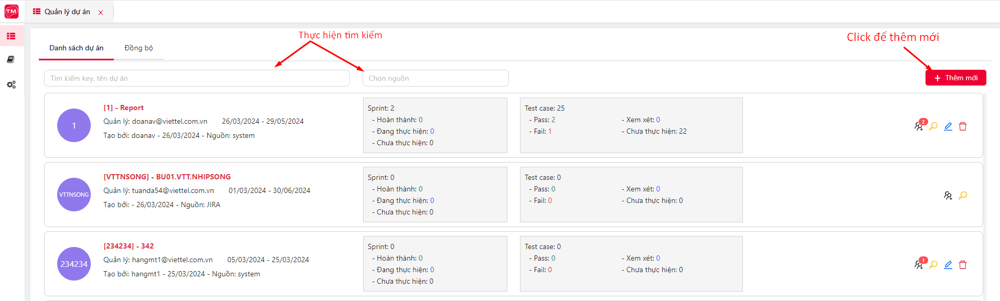 TM
Quản lý dự án
Thực hiện tìm kiếm
Click để thêm mới
Danh sách dự án
Đồng bộ
Tìm kiếm key, tên dự án
Chọn nguồn
Thêm mới
1
[1] - Report
Quản lý: doanav@viettel.com.vn 26/03/2024 - 29/05/2024
Tạo bởi: doanav - 26/03/2024 - Nguồn: system
Sprint: 2
- Hoàn thành: 0
- Đang thực hiện: 0
- Chưa thực hiện: 0
Test case: 25
- Pass: 2 - Xem xét: 0
- Fail: 1 - Chưa thực hiện: 22
2
VTTNSONG
[VTTNSONG] - BU01.VTT.NHIPSONG
Quản lý: tuanda54@viettel.com.vn 01/03/2024 - 30/06/2024
Tạo bởi: - 26/03/2024 - Nguồn: JIRA
Sprint: 0
- Hoàn thành: 0
- Đang thực hiện: 0
- Chưa thực hiện: 0
Test case: 0
- Pass: 0 - Xem xét: 0
- Fail: 0 - Chưa thực hiện: 0
234234
[234234] - 342
Quản lý: hangmt1@viettel.com.vn 05/03/2024 - 25/03/2024
Tạo bởi: hangmt1 - 25/03/2024 - Nguồn: system
Sprint: 0
- Hoàn thành: 0
- Đang thực hiện: 0
- Chưa thực hiện: 0
Test case: 0
- Pass: 0 - Xem xét: 0
- Fail: 0 - Chưa thực hiện: 0
1